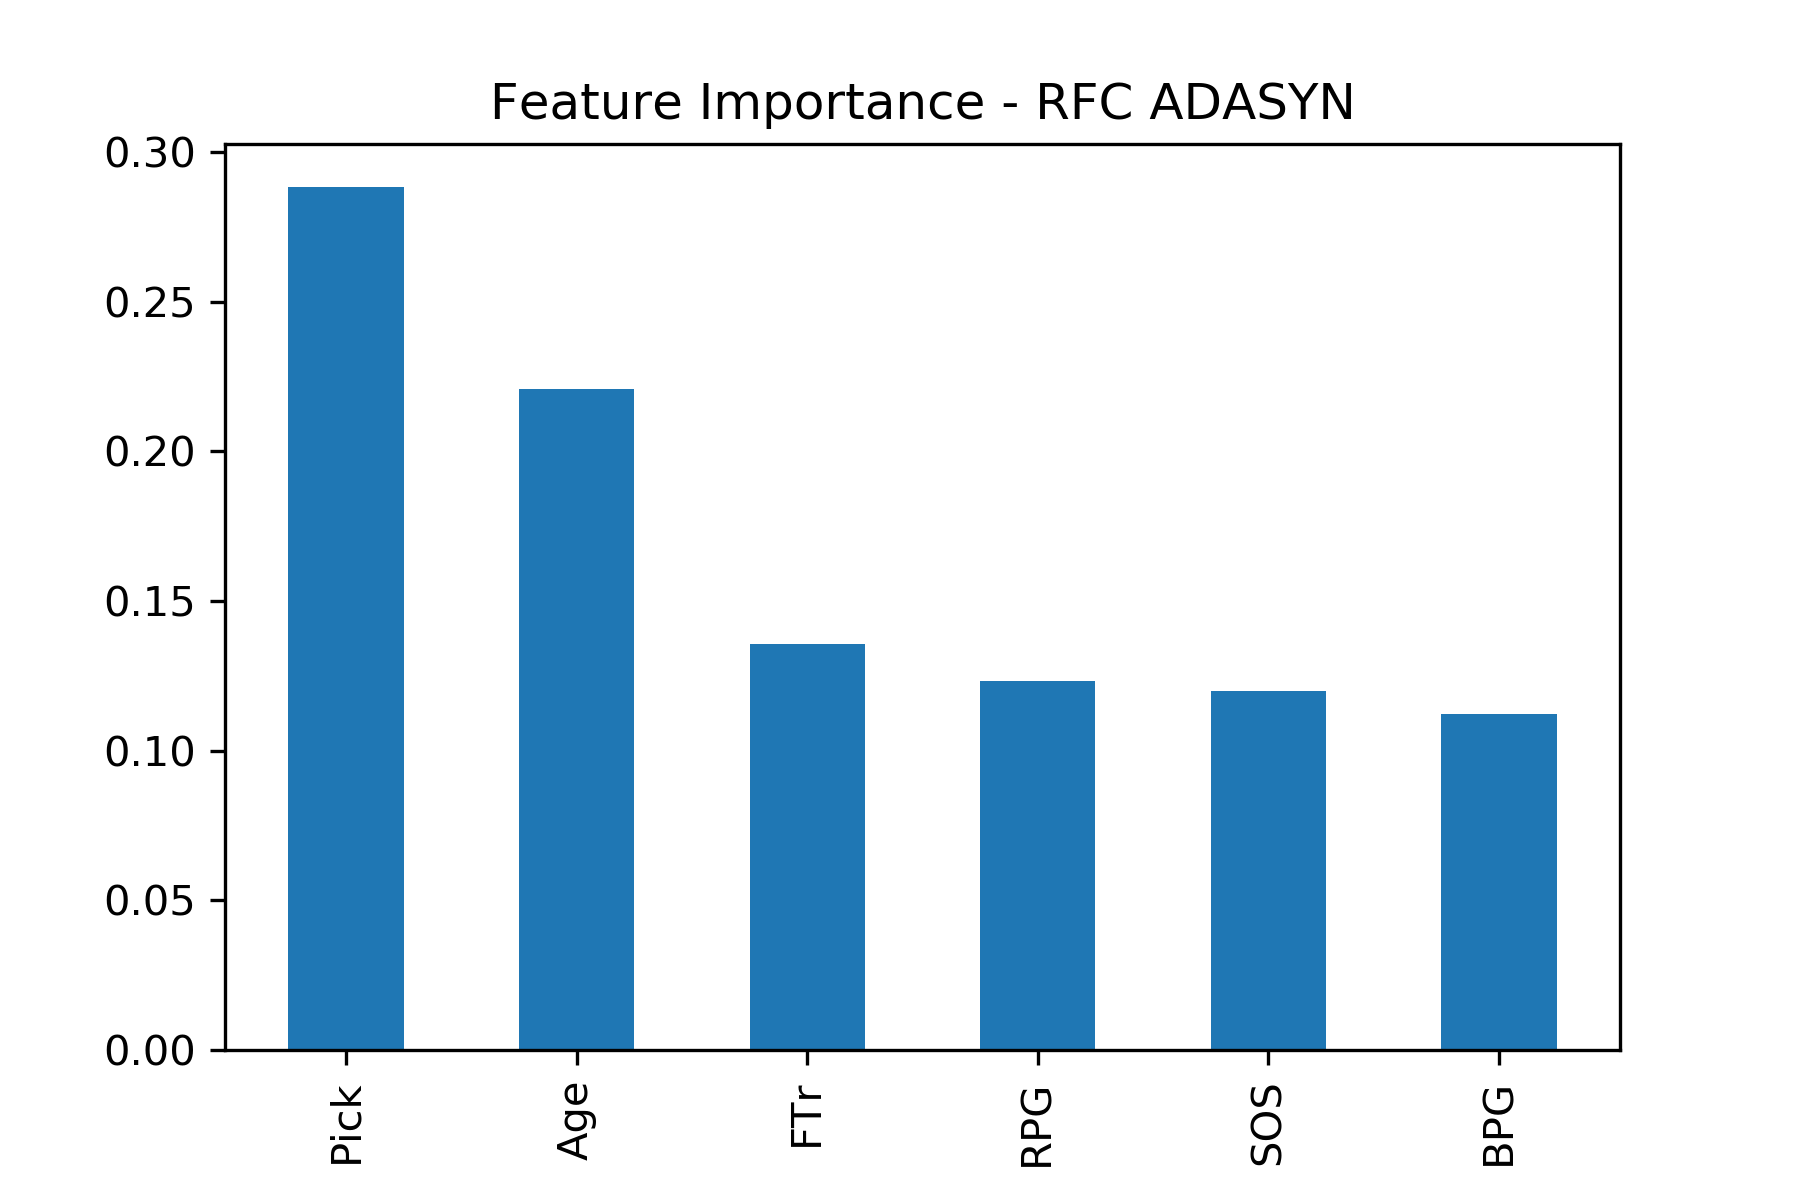 Feature Importance - RFC ADASYN
0.30
0.25
0.20
0.15
0.10
0.05
0.00
Pick
Age
FTr
RPG
SOS
BPG